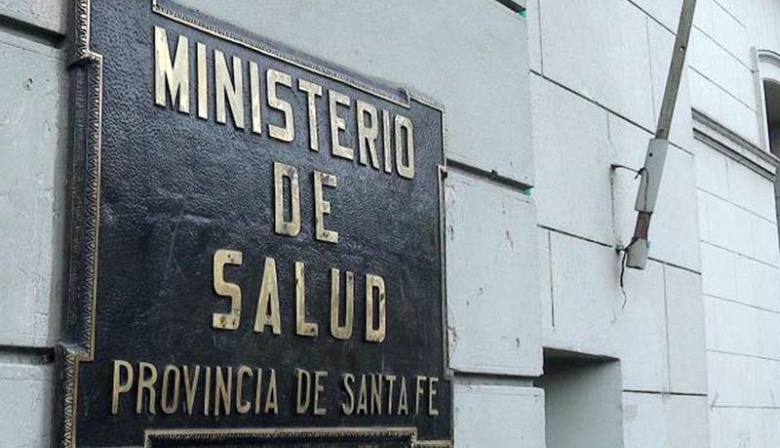 MINISTERIO
DE
SALUD
PROVINCIA DE SANTA FE